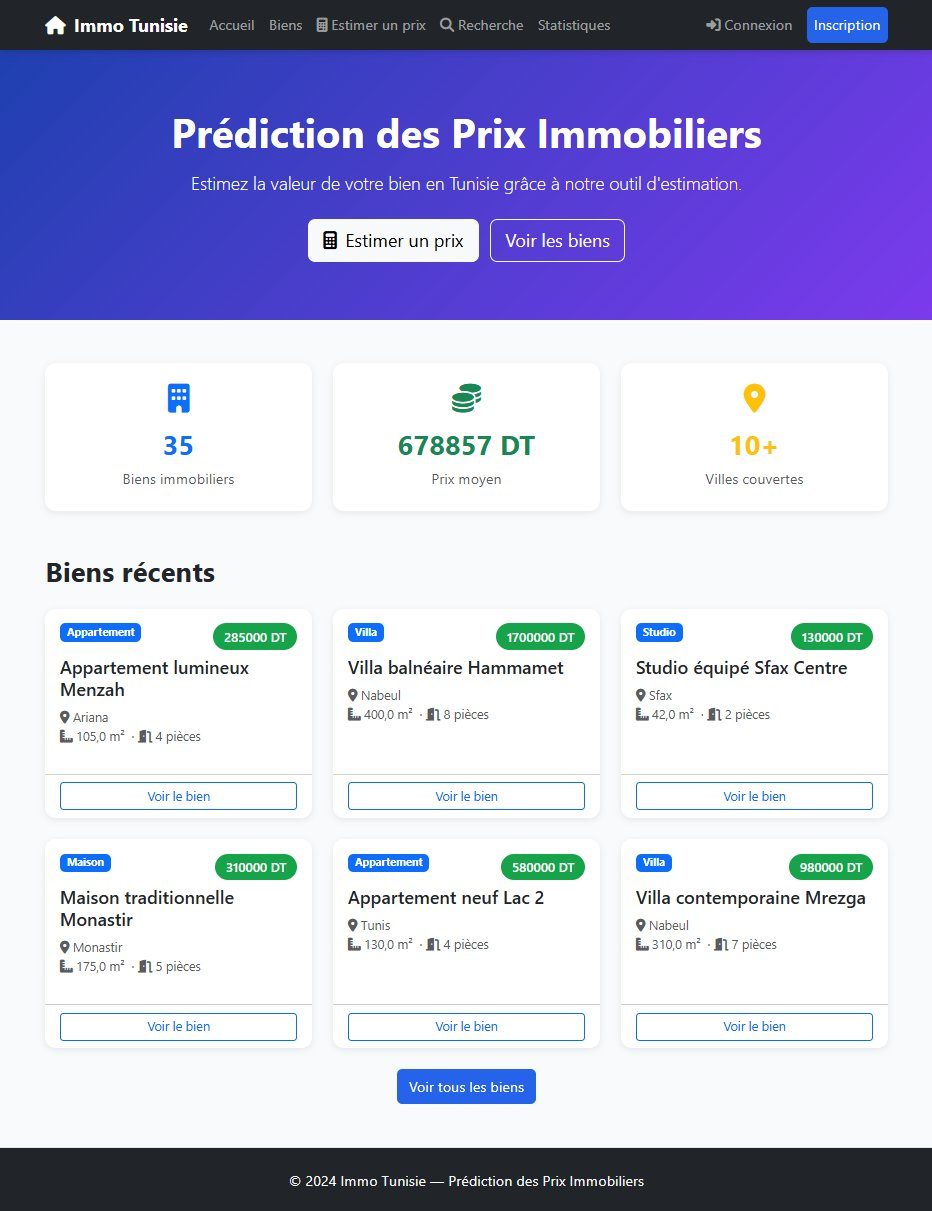 Immo Tunisie Accueil Biens Estimer un prix Recherche Statistiques Connexion Inscription
Prédiction des Prix Immobiliers
Estimez la valeur de votre bien en Tunisie grâce à notre outil d'estimation.
Estimer un prix Voir les biens
35
Biens immobiliers
678857 DT
Prix moyen
10+
Villes couvertes
Biens récents
Appartement 285000 DT
Appartement lumineux
Menzah
Ariana
105,0 m² · 4 pièces
Voir le bien
Villa 1700000 DT
Villa balnéaire Hammamet
Nabeul
400,0 m² · 8 pièces
Voir le bien
Studio 130000 DT
Studio équipé Sfax Centre
Sfax
42,0 m² · 2 pièces
Voir le bien
Maison 310000 DT
Maison traditionnelle
Monastir
Monastir
175,0 m² · 5 pièces
Voir le bien
Appartement 580000 DT
Appartement neuf Lac 2
Tunis
130,0 m² · 4 pièces
Voir le bien
Villa 980000 DT
Villa contemporaine Mrezga
Nabeul
310,0 m² · 7 pièces
Voir le bien
Voir tous les biens
© 2024 Immo Tunisie — Prédiction des Prix Immobiliers